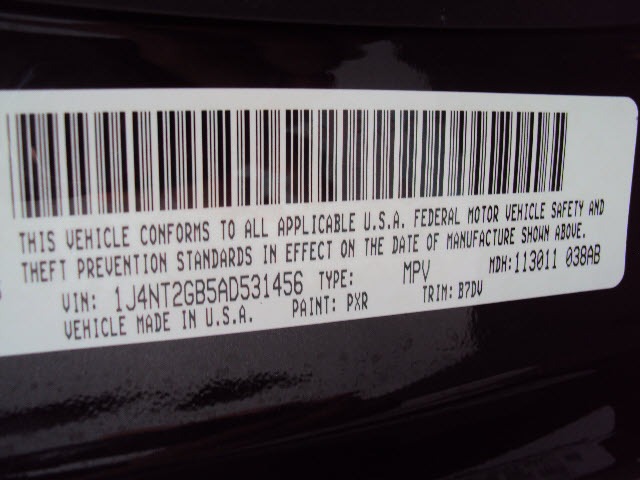 THIS VEHICLE CONFORMS TO ALL APPLICABLE U.S.A. FEDERAL MOTOR VEHICLE SAFETY AND
THEFT PREVENTION STANDARDS IN EFFECT ON THE DATE OF MANUFACTURE SHOWN ABOVE.
VIN: 1J4NT2GB5AD531456 TYPE: MPV MDH: 113011 038AB
VEHICLE MADE IN U.S.A. PAINT: PXR TRIM: B7DV